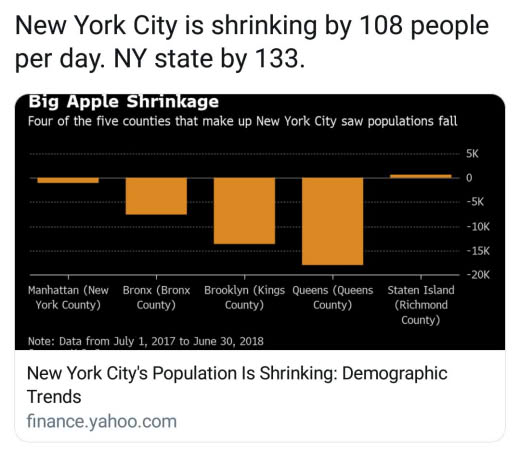 New York City is shrinking by 108 people
per day. NY state by 133.
Big Apple Shrinkage
Four of the five counties that make up New York City saw populations fall
5K
0
-5K
-10K
-15K
-20K
Manhattan (New
York County)
Bronx (Bronx
County)
Brooklyn (Kings
County)
Queens (Queens
County)
Staten Island
(Richmond
County)
Note: Data from July 1, 2017 to June 30, 2018
New York City's Population Is Shrinking: Demographic
Trends
finance.yahoo.com